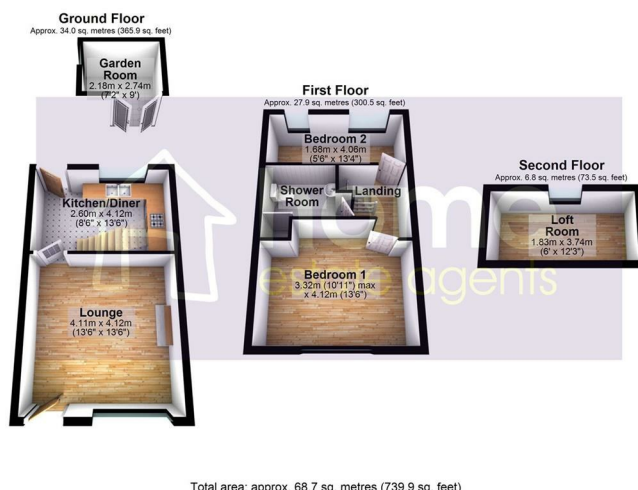 Ground Floor
Approx. 34.0 sq. metres (365.9 sq. feet)
Garden
Room
2.18m x 2.74m
(7'2" x 9')
Kitchen/Diner
2.60m x 4.12m
(8'6" x 13'6")
Lounge
4.11m x 4.12m
(13'6" x 13'6")
First Floor
Approx. 27.9 sq. metres (300.5 sq. feet)
Bedroom 2
1.68m x 4.06m
(5'6" x 13'4")
Shower
Room
Landing
Bedroom 1
3.32m (10'11") max
x 4.12m (13'6")
Second Floor
Approx. 6.8 sq. metres (73.5 sq. feet)
Loft
Room
1.83m x 3.74m
(6' x 12'3")
home
estate agents
Total area: approx. 68.7 sq. metres (739.9 sq. feet)